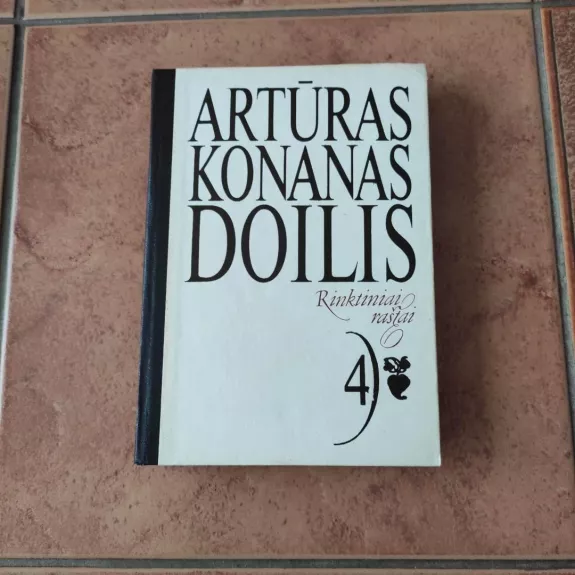 ARTŪRAS
KONANAS
DOILIS
Rinktiniai
raštai
4)